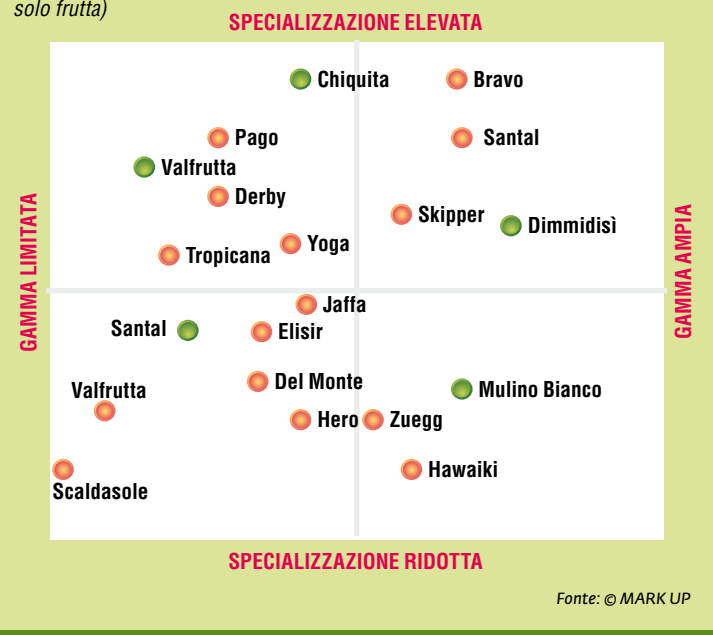 solo frutta)
SPECIALIZZAZIONE ELEVATA
Chiquita
Bravo
Pago
Santal
Valfrutta
Derby
Skipper
Dimmidisì
Yoga
Tropicana
GAMMA LIMITATA
GAMMA AMPIA
Jaffa
Santal
Elisir
Del Monte
Valfrutta
Mulino Bianco
Hero
Zuegg
Hawaiki
Scaldasole
SPECIALIZZAZIONE RIDOTTA
Fonte: © MARK UP